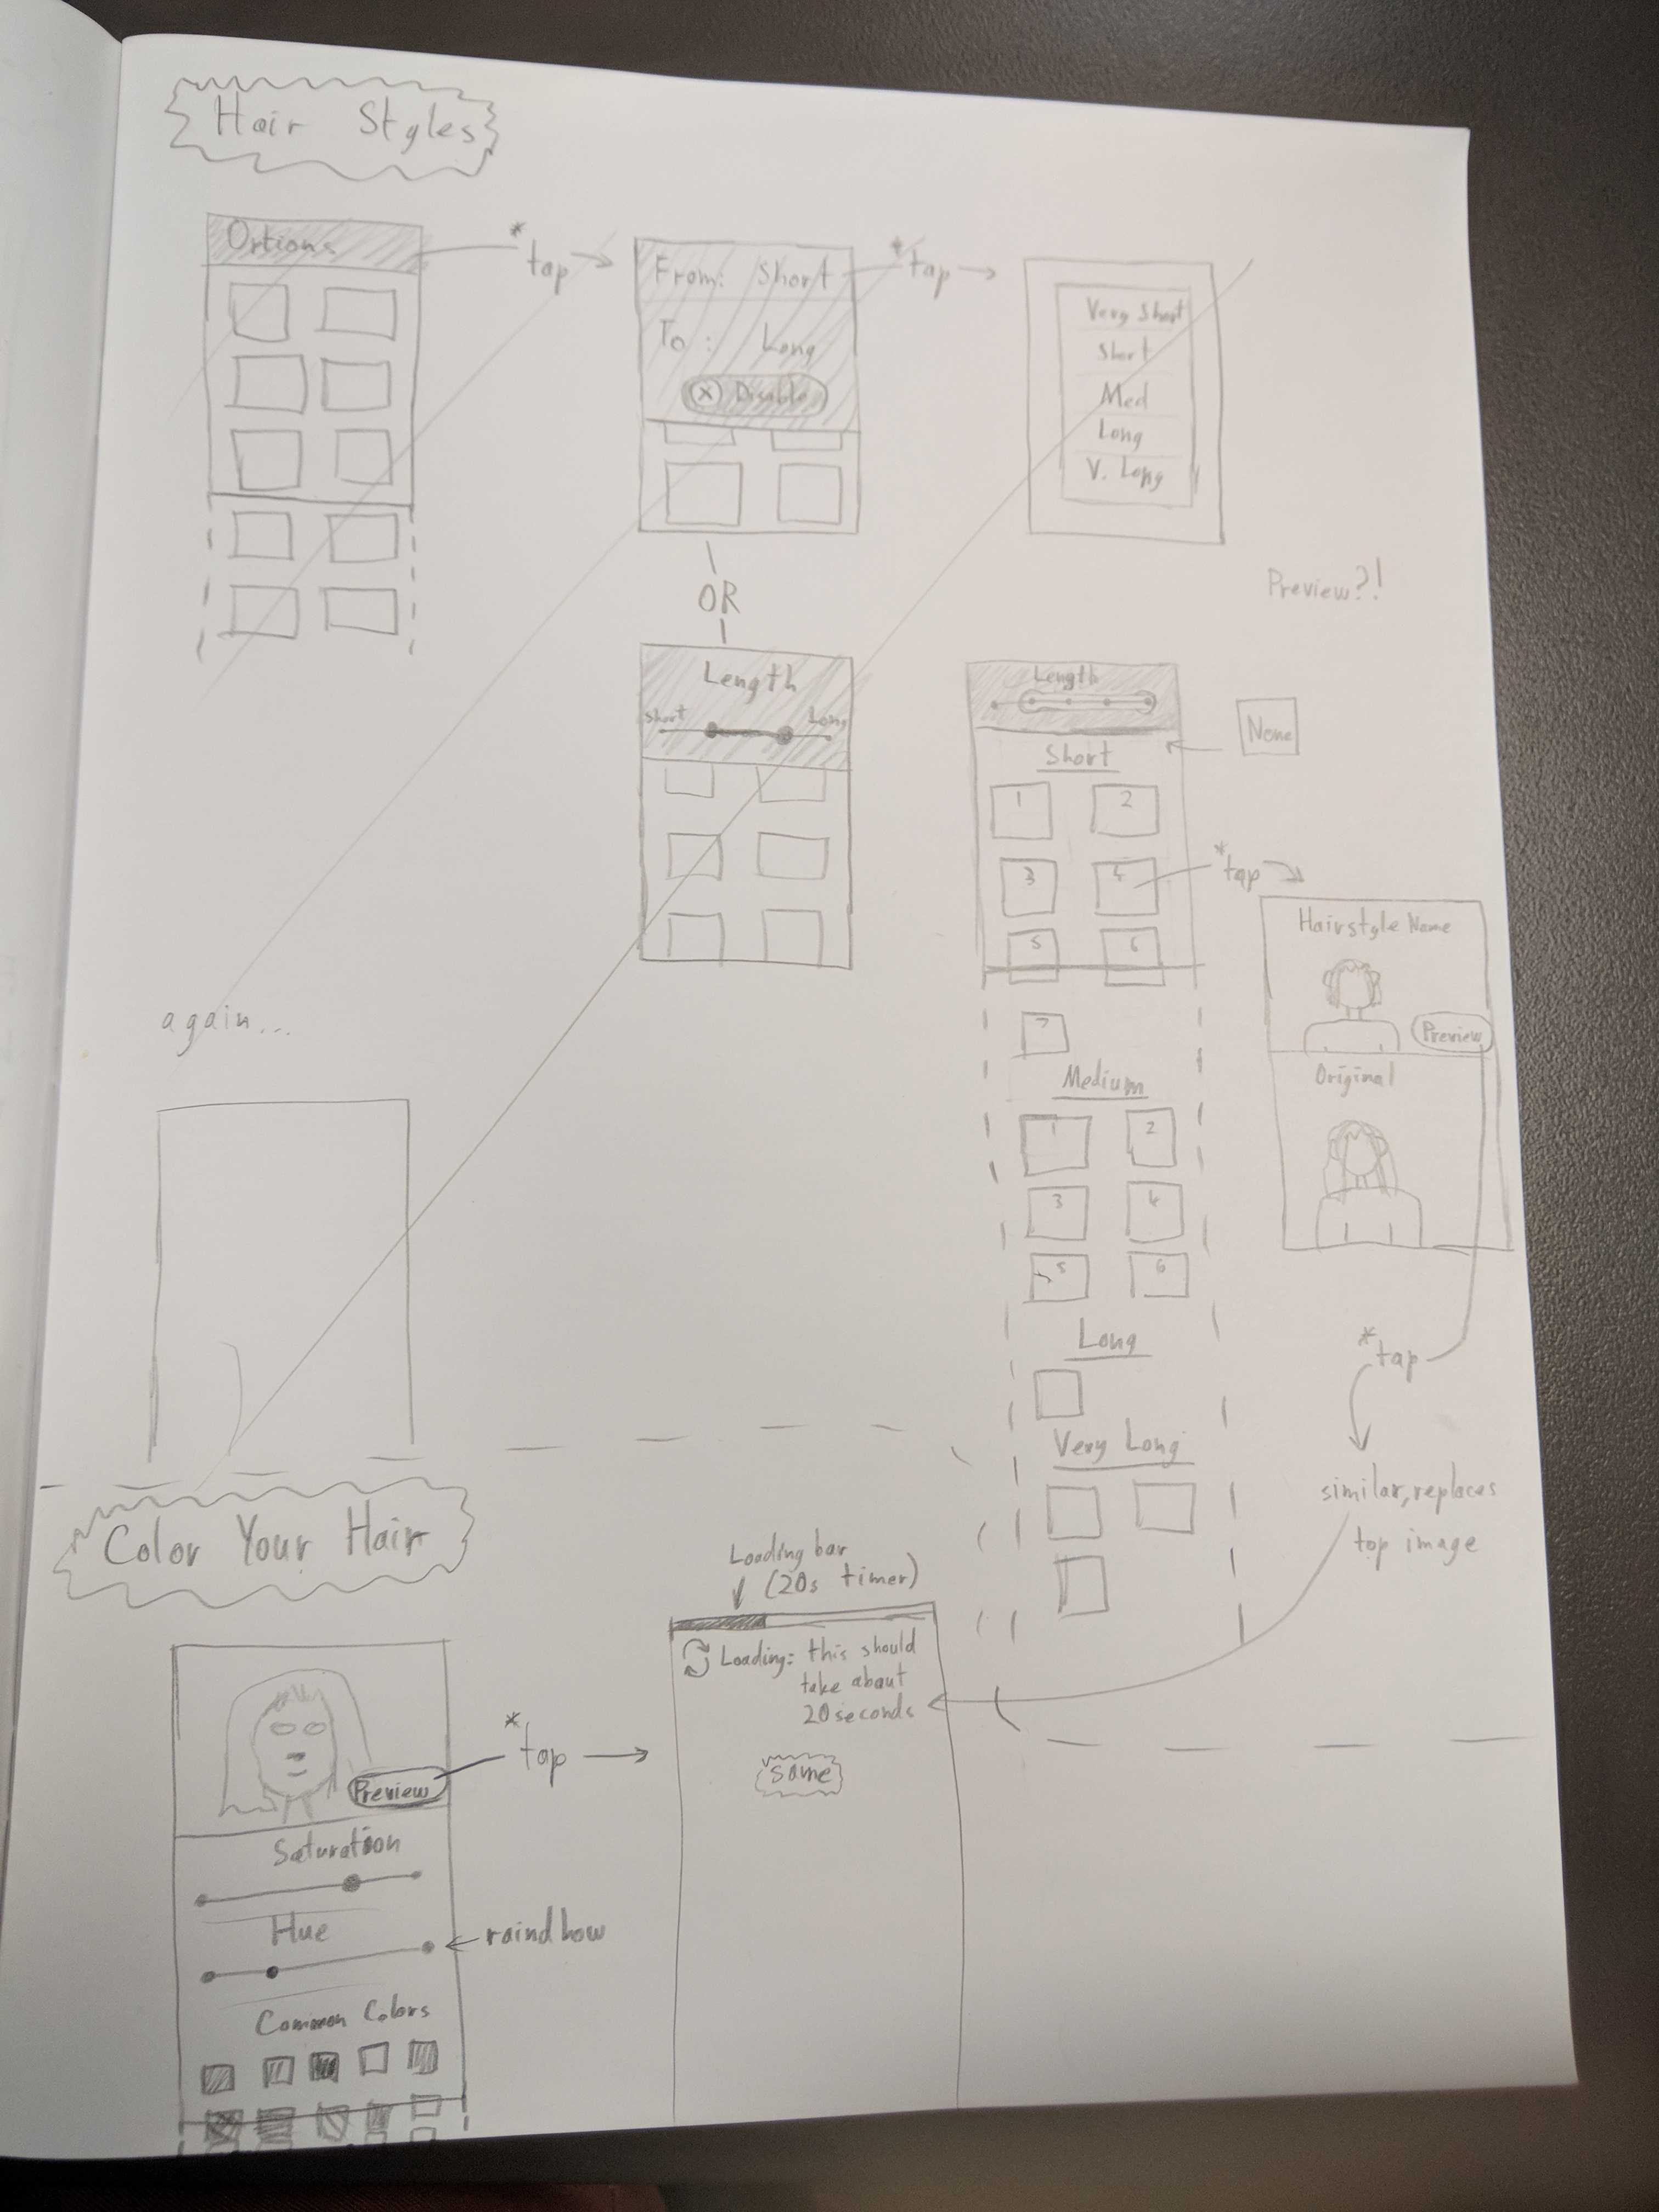 Hair Styles
Options
*tap
From: Short
To: Long
X Disable
*tap
Very Short
Short
Med
Long
V. Long
OR
Length
Short Long
again...
Preview?!
Length
None
Short
1 2
3 4
5 6
7
Medium
1 2
3 4
5 6
Long
Very Long
*tap
Hairstyle Name
Preview
Original
*tap
similar, replaces
top image
Color Your Hair
Preview
*tap
Saturation
Hue
raindbow
Common Colors
Loading bar
(20s timer)
Loading: this should
take about
20 seconds
same